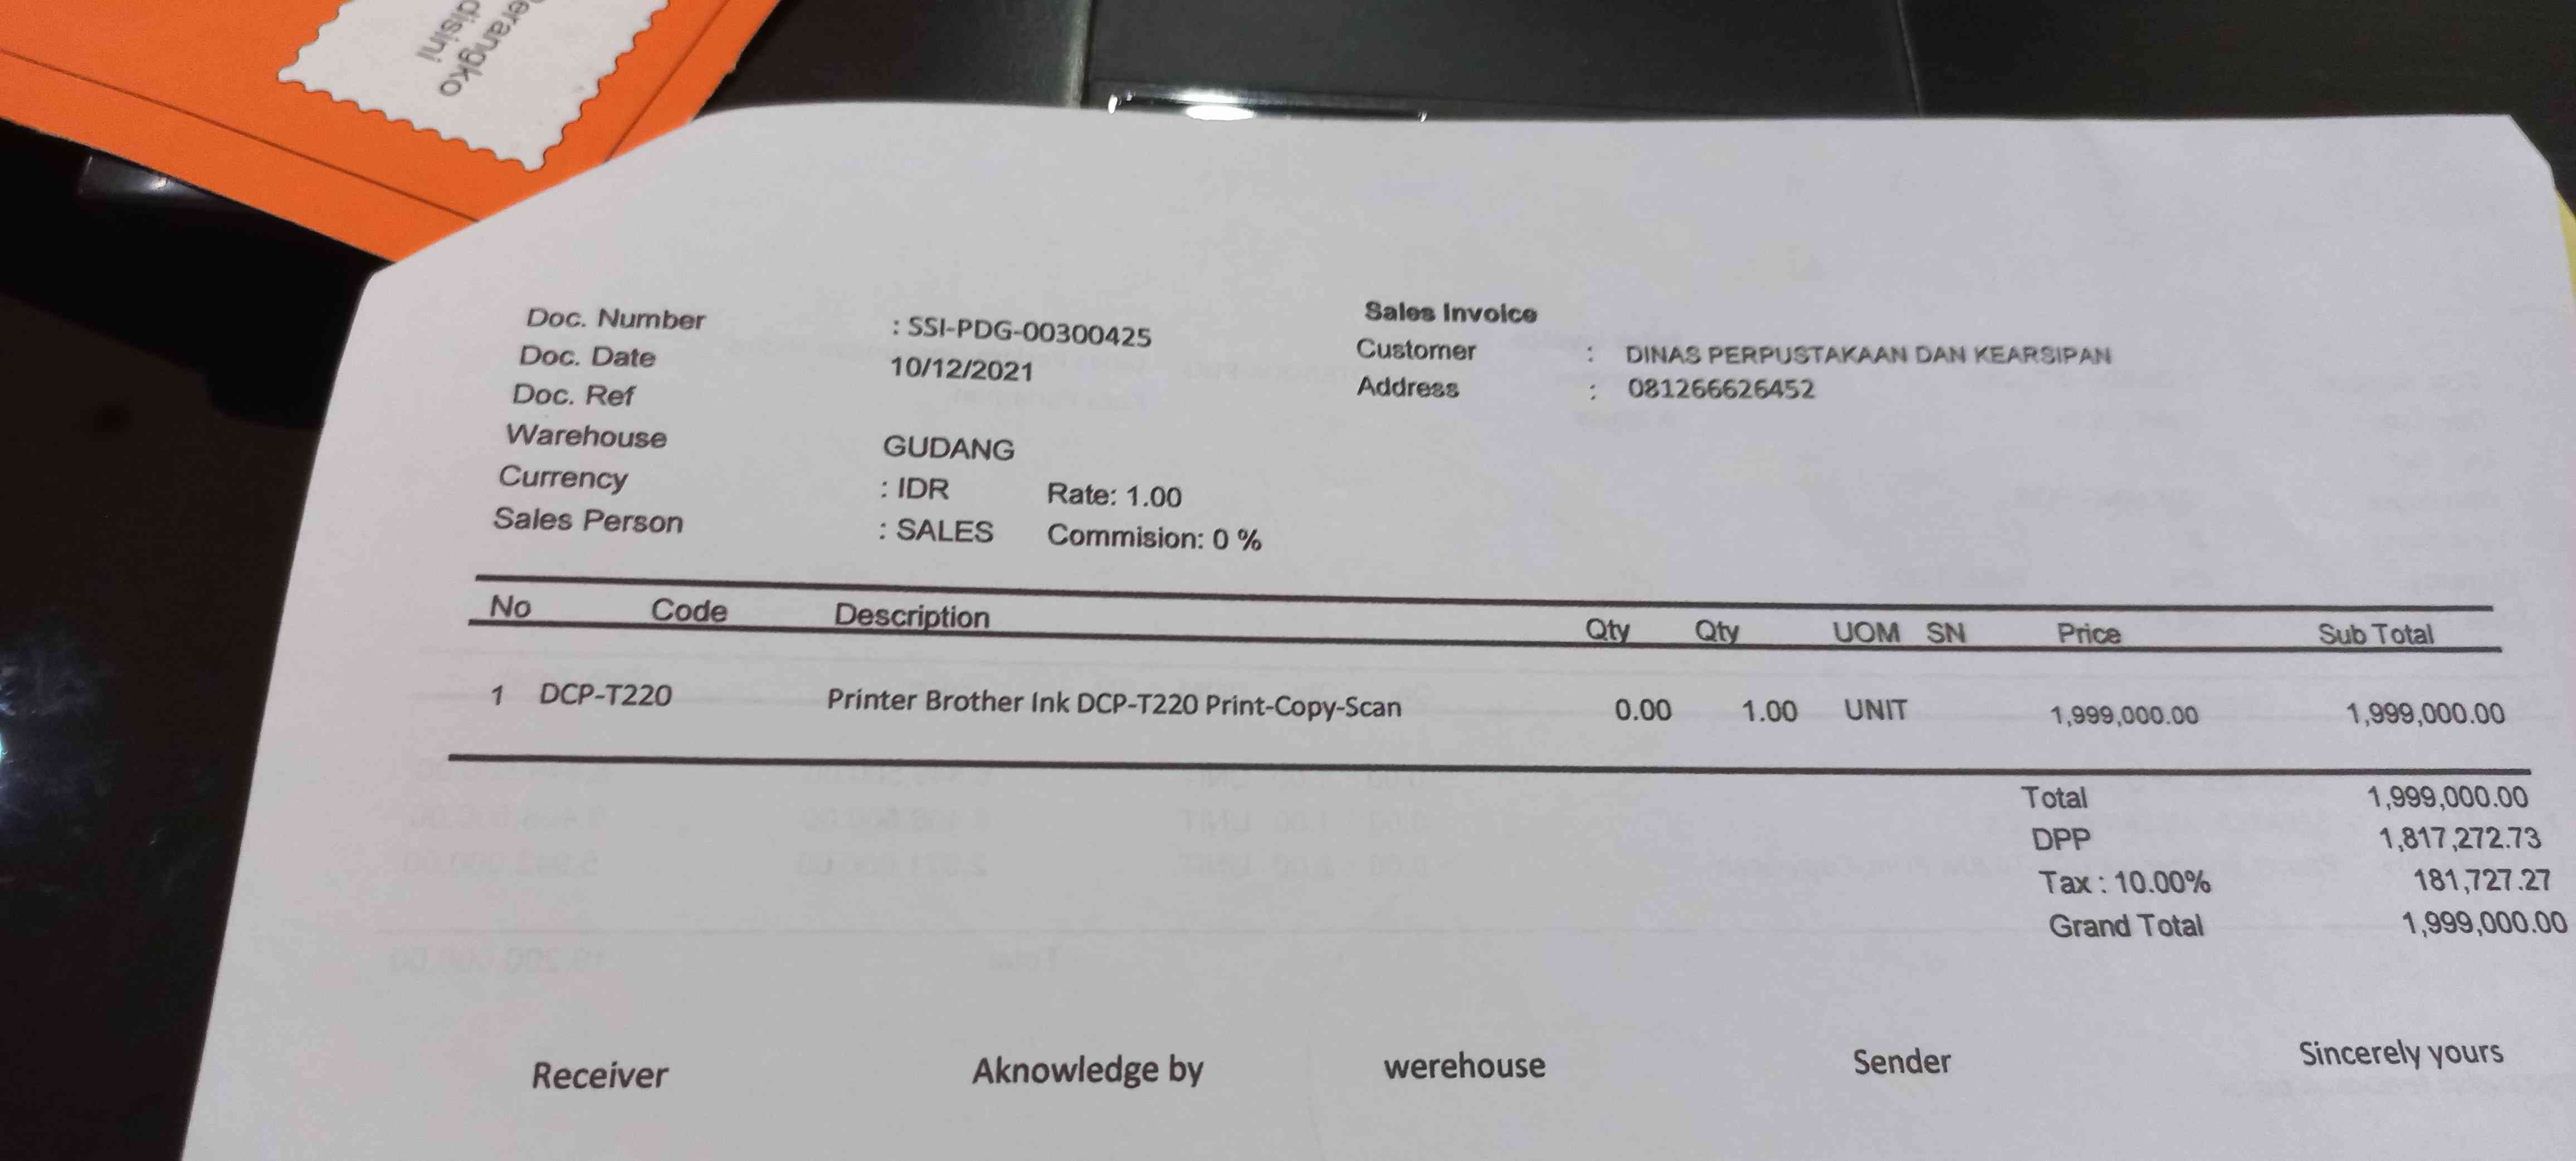 erangko
disini
Doc. Number : SSI-PDG-00300425
Doc. Date 10/12/2021
Doc. Ref
Warehouse GUDANG
Currency : IDR Rate: 1.00
Sales Person : SALES Commision: 0 %
Sales Invoice
Customer : DINAS PERPUSTAKAAN DAN KEARSIPAN
Address : 081266626452
No Code Description Qty Qty UOM SN Price Sub Total
1 DCP-T220 Printer Brother Ink DCP-T220 Print-Copy-Scan 0.00 1.00 UNIT 1,999,000.00 1,999,000.00
Total 1,999,000.00
DPP 1,817,272.73
Tax : 10.00% 181,727.27
Grand Total 1,999,000.00
Receiver Aknowledge by werehouse Sender Sincerely yours